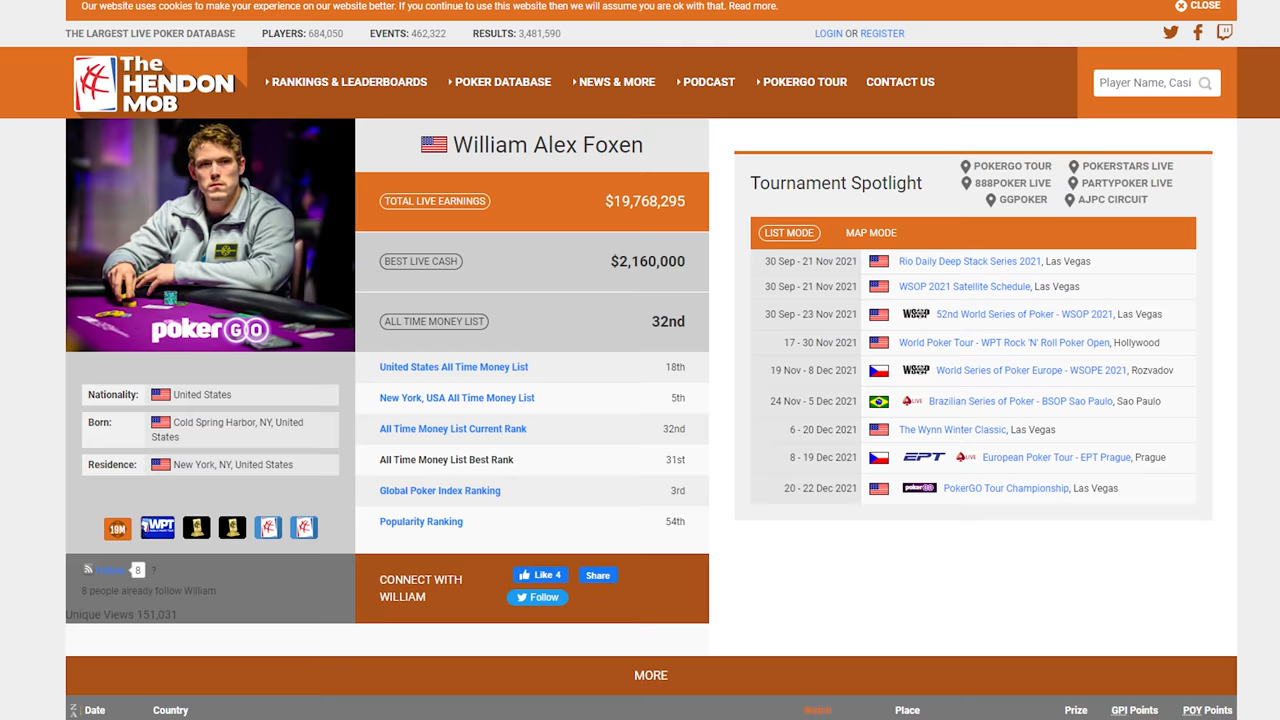 Our website uses cookies to make your experience on our website better. If you continue to use this website then we will assume you are ok with that. Read more.
CLOSE
THE LARGEST LIVE POKER DATABASE PLAYERS: 684,050 EVENTS: 462,322 RESULTS: 3,481,590 LOGIN OR REGISTER
The
HENDON
MOB
RANKINGS & LEADERBOARDS POKER DATABASE NEWS & MORE PODCAST POKERGO TOUR CONTACT US
Player Name, Casi
pokerGO
Nationality: United States
Born: Cold Spring Harbor, NY, United
States
Residence: New York, NY, United States
19M WPT
Follow 8 ?
8 people already follow William
Unique Views 151,031
William Alex Foxen
TOTAL LIVE EARNINGS $19,768,295
BEST LIVE CASH $2,160,000
ALL TIME MONEY LIST 32nd
United States All Time Money List 18th
New York, USA All Time Money List 5th
All Time Money List Current Rank 32nd
All Time Money List Best Rank 31st
Global Poker Index Ranking 3rd
Popularity Ranking 54th
CONNECT WITH
WILLIAM
Like 4 Share
Follow
Tournament Spotlight
POKERGO TOUR POKERSTARS LIVE
888POKER LIVE PARTYPOKER LIVE
GGPOKER AJPC CIRCUIT
LIST MODE MAP MODE
30 Sep - 21 Nov 2021 Rio Daily Deep Stack Series 2021, Las Vegas
30 Sep - 21 Nov 2021 WSOP 2021 Satellite Schedule, Las Vegas
30 Sep - 23 Nov 2021 WSOP 52nd World Series of Poker - WSOP 2021, Las Vegas
17 - 30 Nov 2021 World Poker Tour - WPT Rock 'N' Roll Poker Open, Hollywood
19 Nov - 8 Dec 2021 WSOP World Series of Poker Europe - WSOPE 2021, Rozvadov
24 Nov - 5 Dec 2021 LIVE Brazilian Series of Poker - BSOP Sao Paulo, Sao Paulo
6 - 20 Dec 2021 The Wynn Winter Classic, Las Vegas
8 - 19 Dec 2021 EPT LIVE European Poker Tour - EPT Prague, Prague
20 - 22 Dec 2021 pokerGO PokerGO Tour Championship, Las Vegas
MORE
Z
A Date Country Place Prize GPI Points POY Points